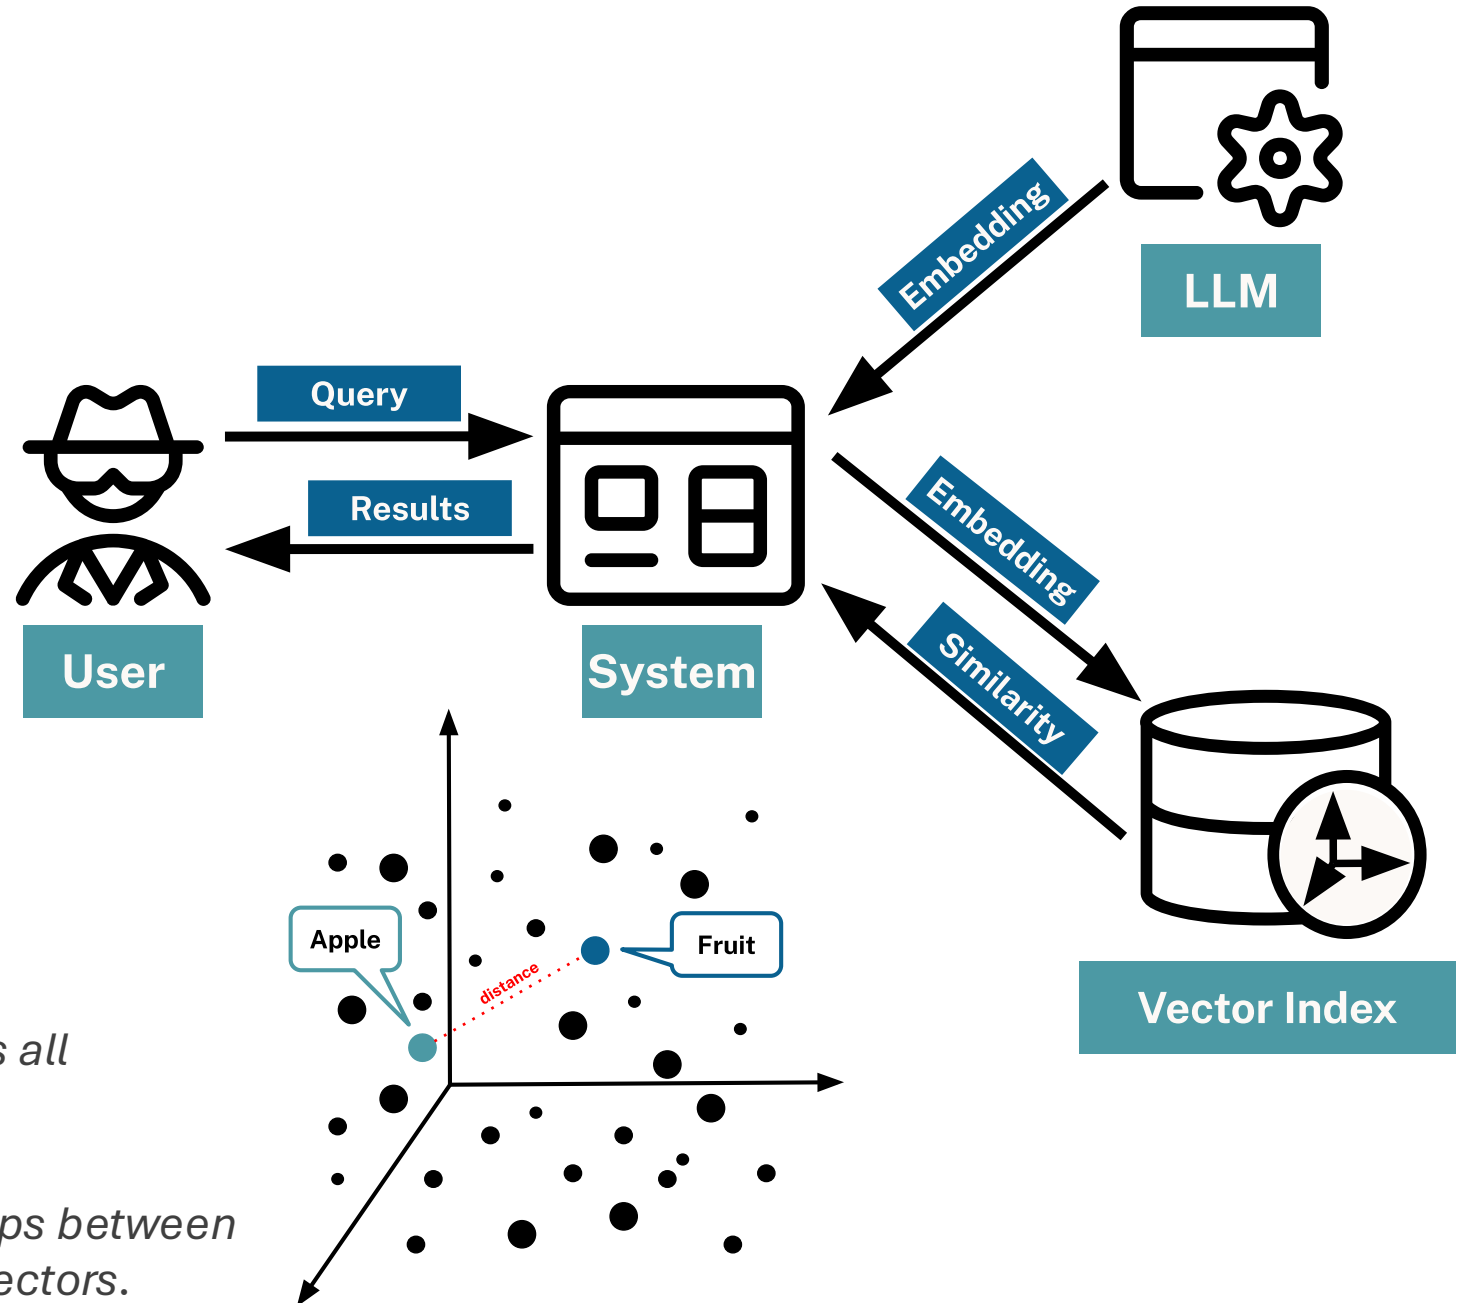 LLM
Embedding
Query
Results
Embedding
Similarity
User
System
Apple
Fruit
distance
Vector Index
s all
ps between
ectors.